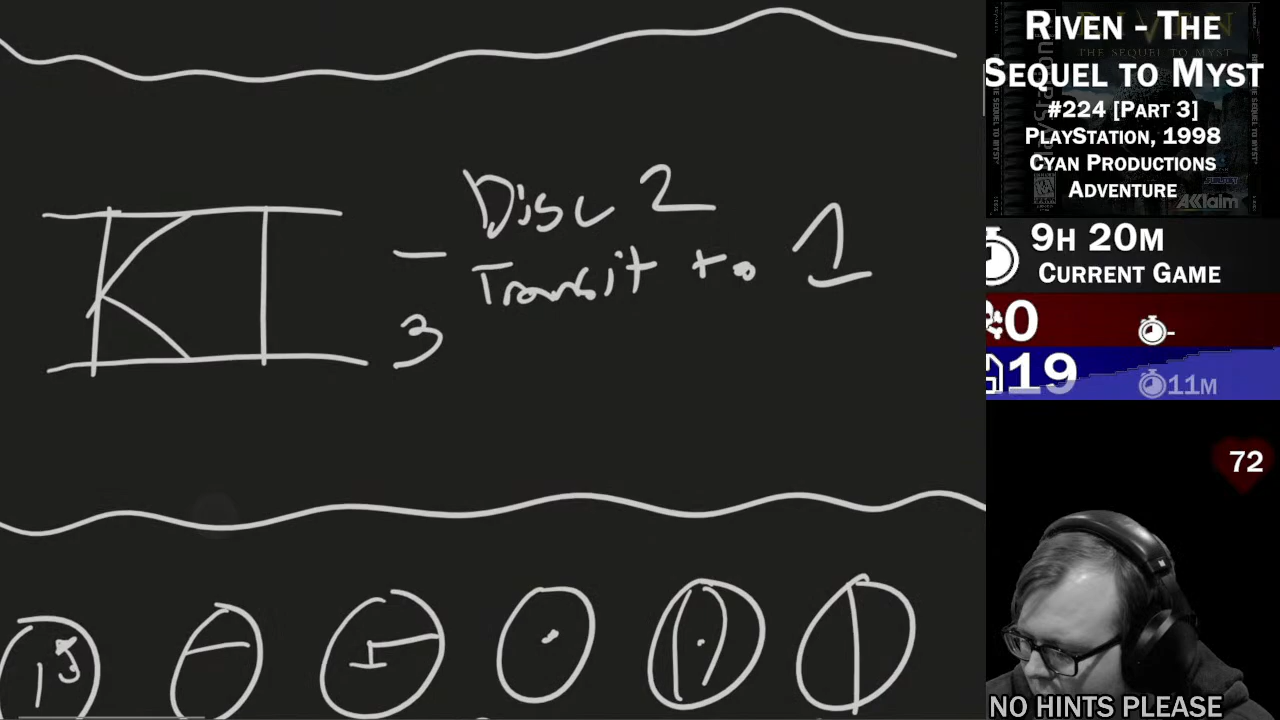 Disc 2
Transit to 1
3
RIVEN - THE
SEQUEL TO MYST
#224 [PART 3]
PLAYSTATION, 1998
CYAN PRODUCTIONS
ADVENTURE
Acclaim
9H 20M
CURRENT GAME
0
-
19
11M
72
NO HINTS PLEASE